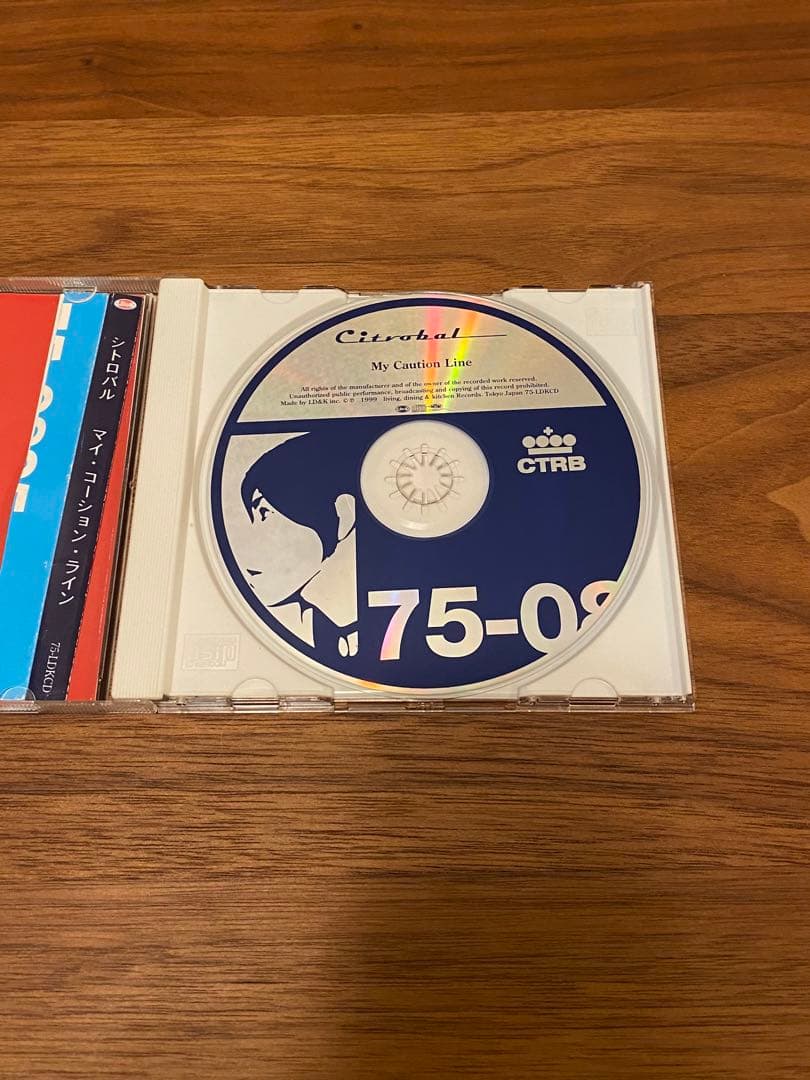 Citrobal
My Caution Line
All rights of the manufacturer and of the owner of the recorded work reserved.
Unauthorized public performance, broadcasting and copying of this record prohibited.
Made by LD&K inc. © ℗ 1999 living, dining & kitchen Records. Tokyo Japan 75-LDKCD
CTRB
75-08
シトロバル マイ・コーション・ライン 75-LDKCD